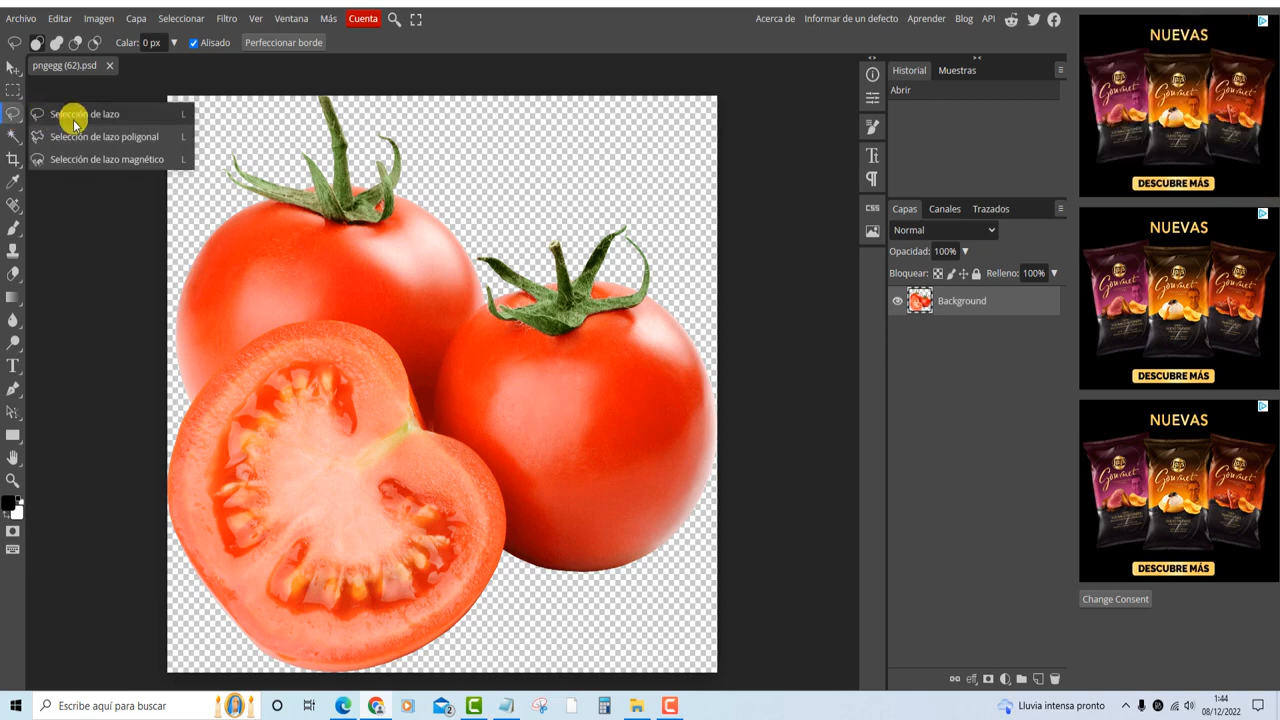 Archivo Editar Imagen Capa Seleccionar Filtro Ver Ventana Más Cuenta Acerca de Informar de un defecto Aprender Blog API
Calar: 0 px Alisado Perfeccionar borde
pngegg (62).psd
Selección de lazo L
Selección de lazo poligonal L
Selección de lazo magnético L
Historial Muestras
Abrir
CSS
Capas Canales Trazados
Normal
Opacidad: 100%
Bloquear: Relleno: 100%
Background
eff
NUEVAS
Gourmet
DESCUBRE MÁS
NUEVAS
Gourmet
DESCUBRE MÁS
NUEVAS
Gourmet
DESCUBRE MÁS
Change Consent
Escribe aquí para buscar
2
Lluvia intensa pronto
1:44
08/12/2022